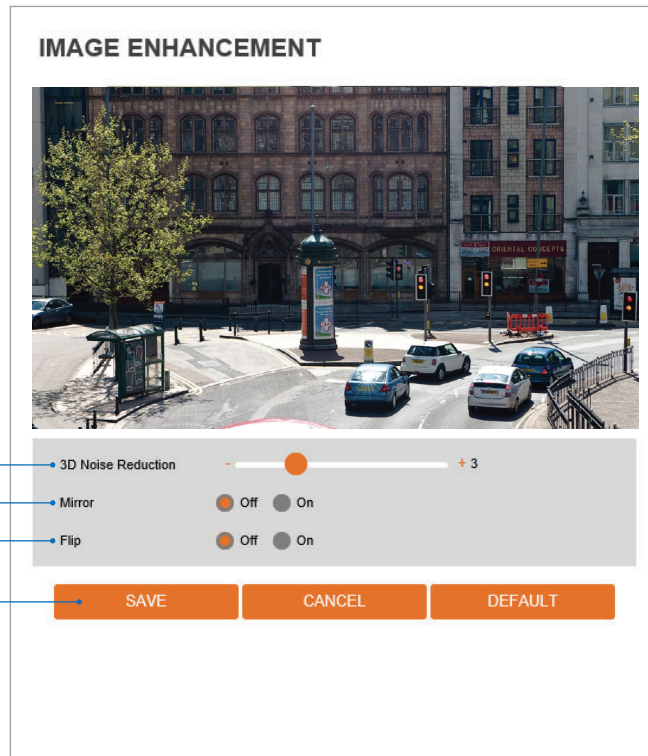 IMAGE ENHANCEMENT
ORIENTAL CONCEPTS
3D Noise Reduction - + 3
Mirror Off On
Flip Off On
SAVE CANCEL DEFAULT